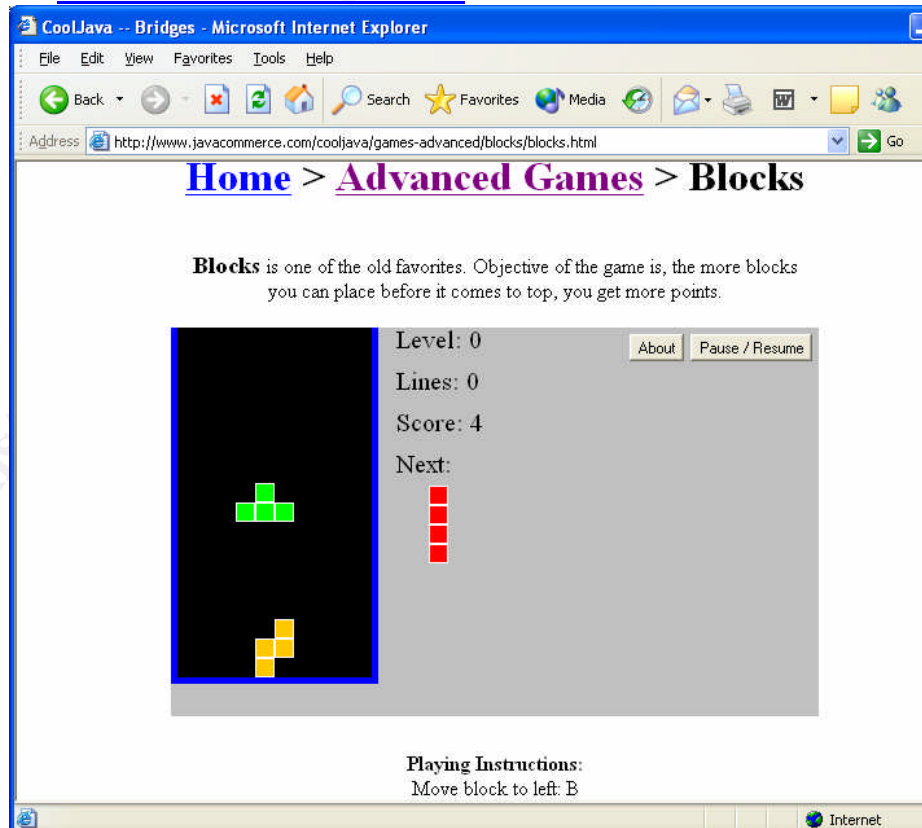 CoolJava -- Bridges - Microsoft Internet Explorer
File Edit View Favorites Tools Help
Back Search Favorites Media
Address http://www.javacommerce.com/cooljava/games-advanced/blocks/blocks.html Go
Home > Advanced Games > Blocks
Blocks is one of the old favorites. Objective of the game is, the more blocks
you can place before it comes to top, you get more points.
Level: 0
About Pause / Resume
Lines: 0
Score: 4
Next:
Playing Instructions:
Move block to left: B
Internet